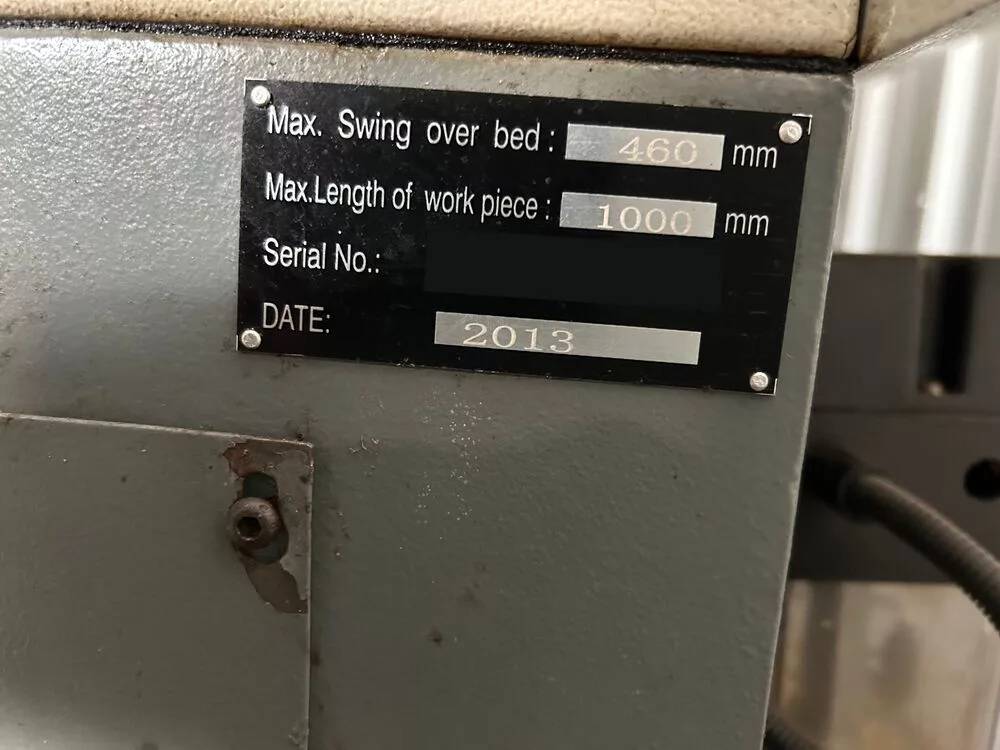 Max. Swing over bed: 460 mm
Max.Length of work piece: 1000 mm
Serial No.:
DATE: 2013